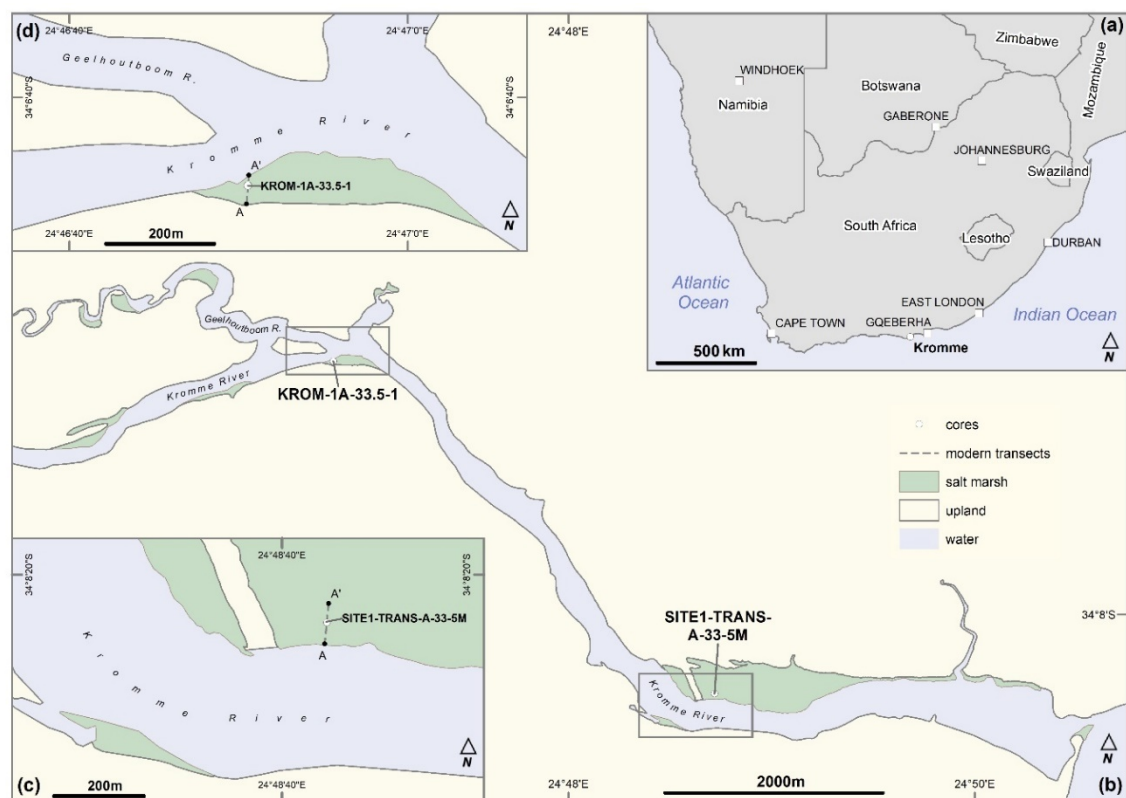 (d)
24°46'40"E
24°47'0"E
34°6'40"S
34°6'40"S
Geelhoutboom R.
Kromme River
A'
KROM-1A-33.5-1
A
24°46'40"E
24°47'0"E
200m
N
24°48'E
(a)
Zimbabwe
Mozambique
WINDHOEK
Botswana
Namibia
GABERONE
JOHANNESBURG
Swaziland
South Africa
Lesotho
DURBAN
Atlantic
Ocean
EAST LONDON
Indian Ocean
CAPE TOWN
GQEBERHA
Kromme
500 km
N
Geelhoutboom R.
Kromme River
KROM-1A-33.5-1
cores
modern transects
salt marsh
upland
water
34°8'S
SITE1-TRANS-
A-33-5M
Kromme River
24°48'E
2000m
24°50'E
N
(b)
24°48'40"E
34°8'20"S
34°8'20"S
A'
SITE1-TRANS-A-33-5M
A
Kromme River
N
(c)
200m
24°48'40"E